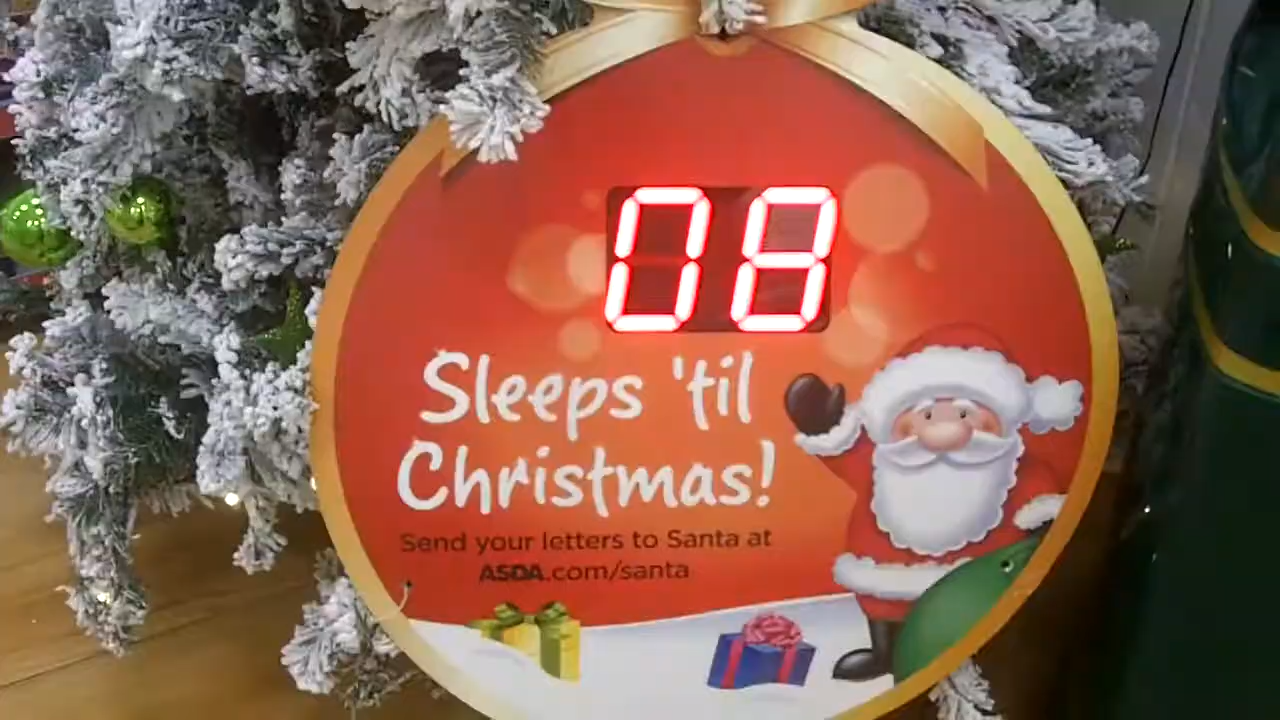 08
Sleeps 'til
Christmas!
Send your letters to Santa at
ASDA.com/santa